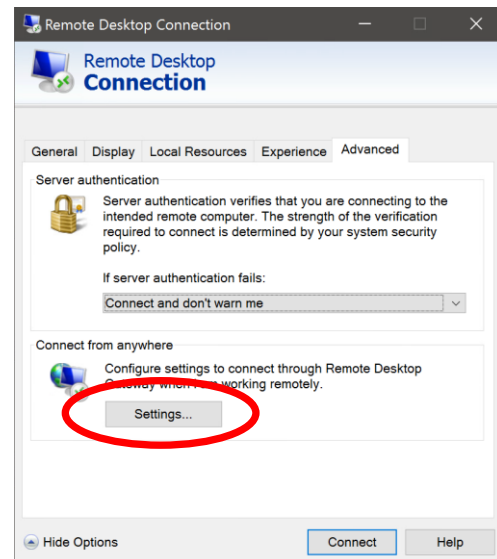 Remote Desktop Connection
Remote Desktop
Connection
General Display Local Resources Experience Advanced
Server authentication
Server authentication verifies that you are connecting to the
intended remote computer. The strength of the verification
required to connect is determined by your system security
policy.
If server authentication fails:
Connect and don't warn me
Connect from anywhere
Configure settings to connect through Remote Desktop
Gateway when I am working remotely.
Settings...
Hide Options
Connect
Help